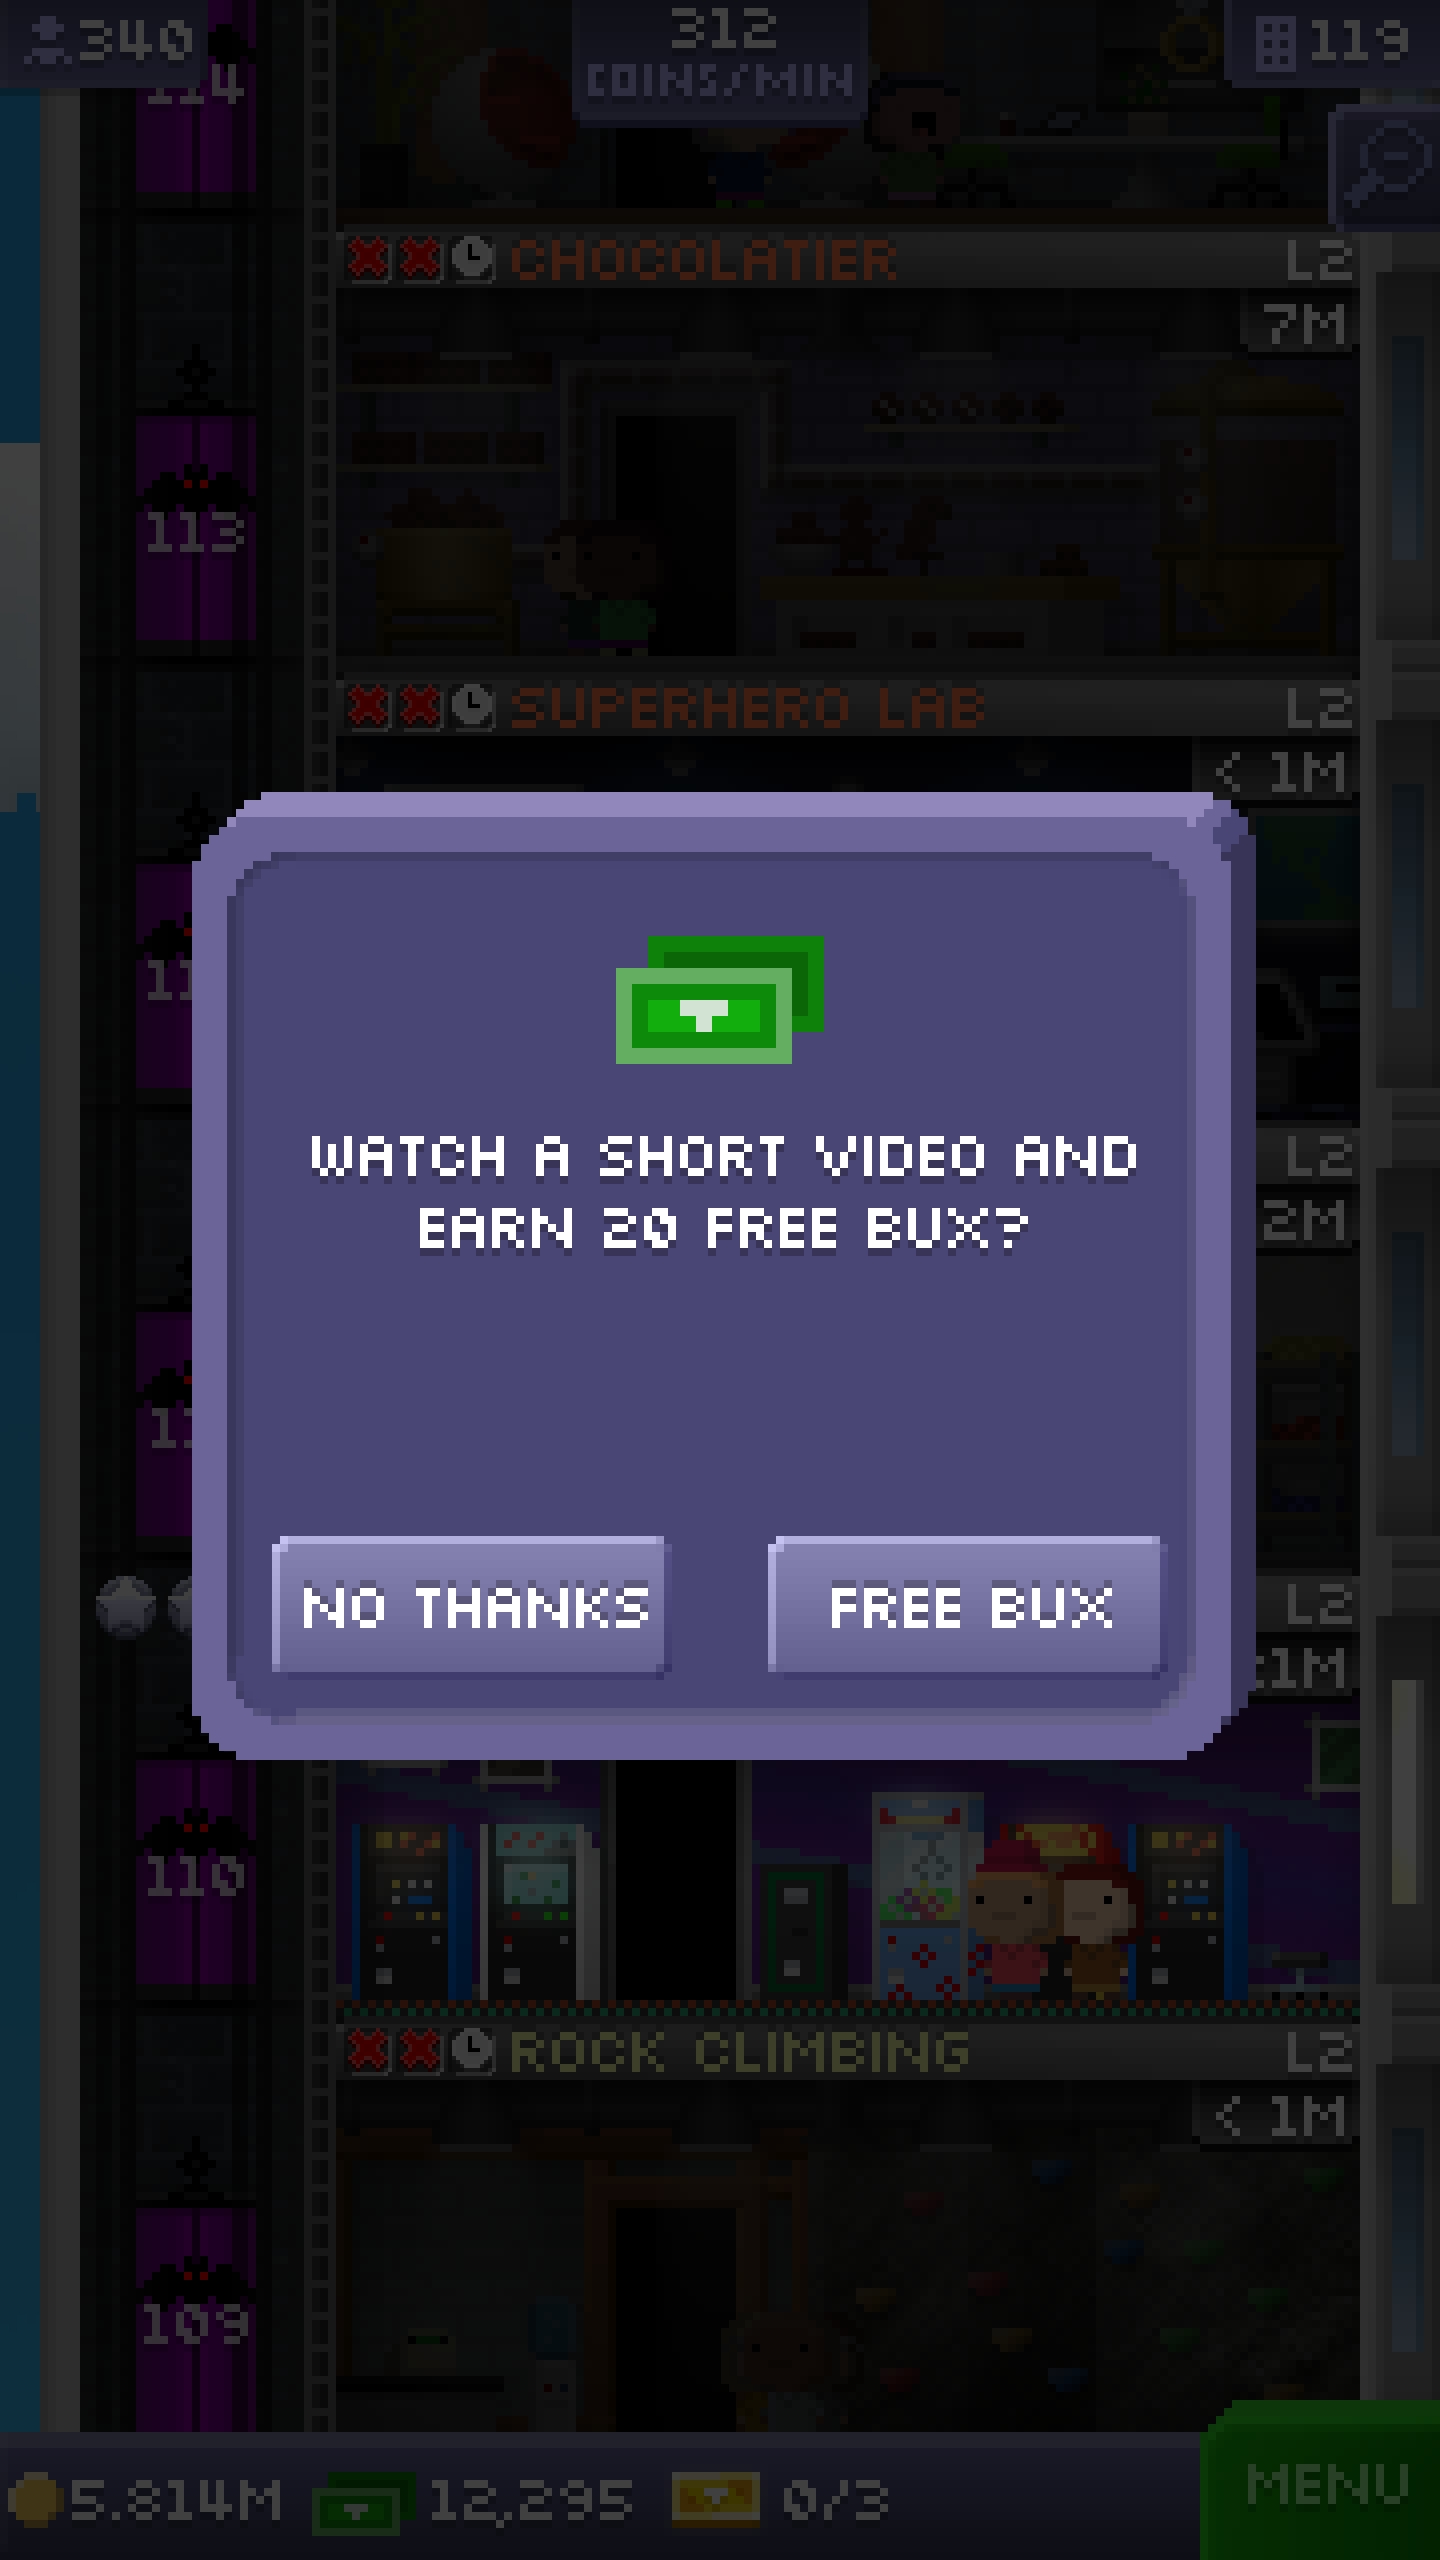 340
312
COINS/MIN
119
114
CHOCOLATIER L2
7M
113
SUPERHERO LAB L2
< 1M
L2
2M
WATCH A SHORT VIDEO AND
EARN 20 FREE BUX?
NO THANKS
FREE BUX
L2
1M
110
ROCK CLIMBING L2
< 1M
109
5.814M
12,295
0/3
MENU